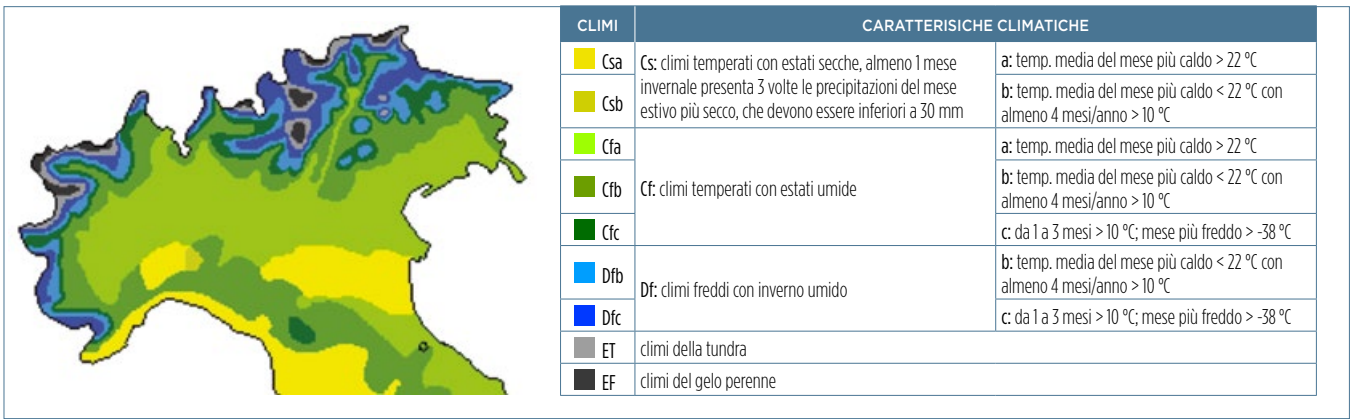 CLIMI
CARATTERISICHE CLIMATICHE
Csa
Cs: climi temperati con estati secche, almeno 1 mese
invernale presenta 3 volte le precipitazioni del mese
estivo più secco, che devono essere inferiori a 30 mm
a: temp. media del mese più caldo > 22 °C
Csb
b: temp. media del mese più caldo < 22 °C con
almeno 4 mesi/anno > 10 °C
Cfa
Cf: climi temperati con estati umide
a: temp. media del mese più caldo > 22 °C
Cfb
b: temp. media del mese più caldo < 22 °C con
almeno 4 mesi/anno > 10 °C
Cfc
c: da 1 a 3 mesi > 10 °C; mese più freddo > -38 °C
Dfb
Df: climi freddi con inverno umido
b: temp. media del mese più caldo < 22 °C con
almeno 4 mesi/anno > 10 °C
Dfc
c: da 1 a 3 mesi > 10 °C; mese più freddo > -38 °C
ET
climi della tundra
EF
climi del gelo perenne